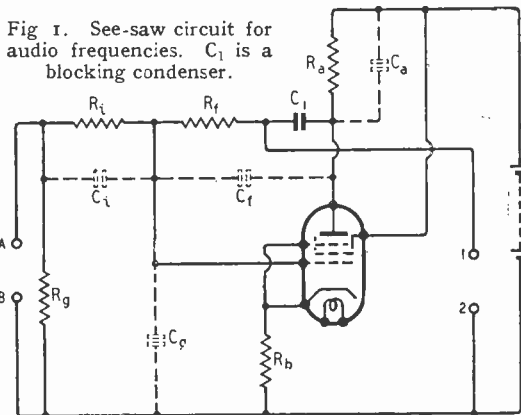 Fig 1. See-saw circuit for
audio frequencies. C1 is a
blocking condenser.
Ra
Ca
C1
Ri
Rf
Ci
Cf
A
B
Rg
Cg
Rb
1
2